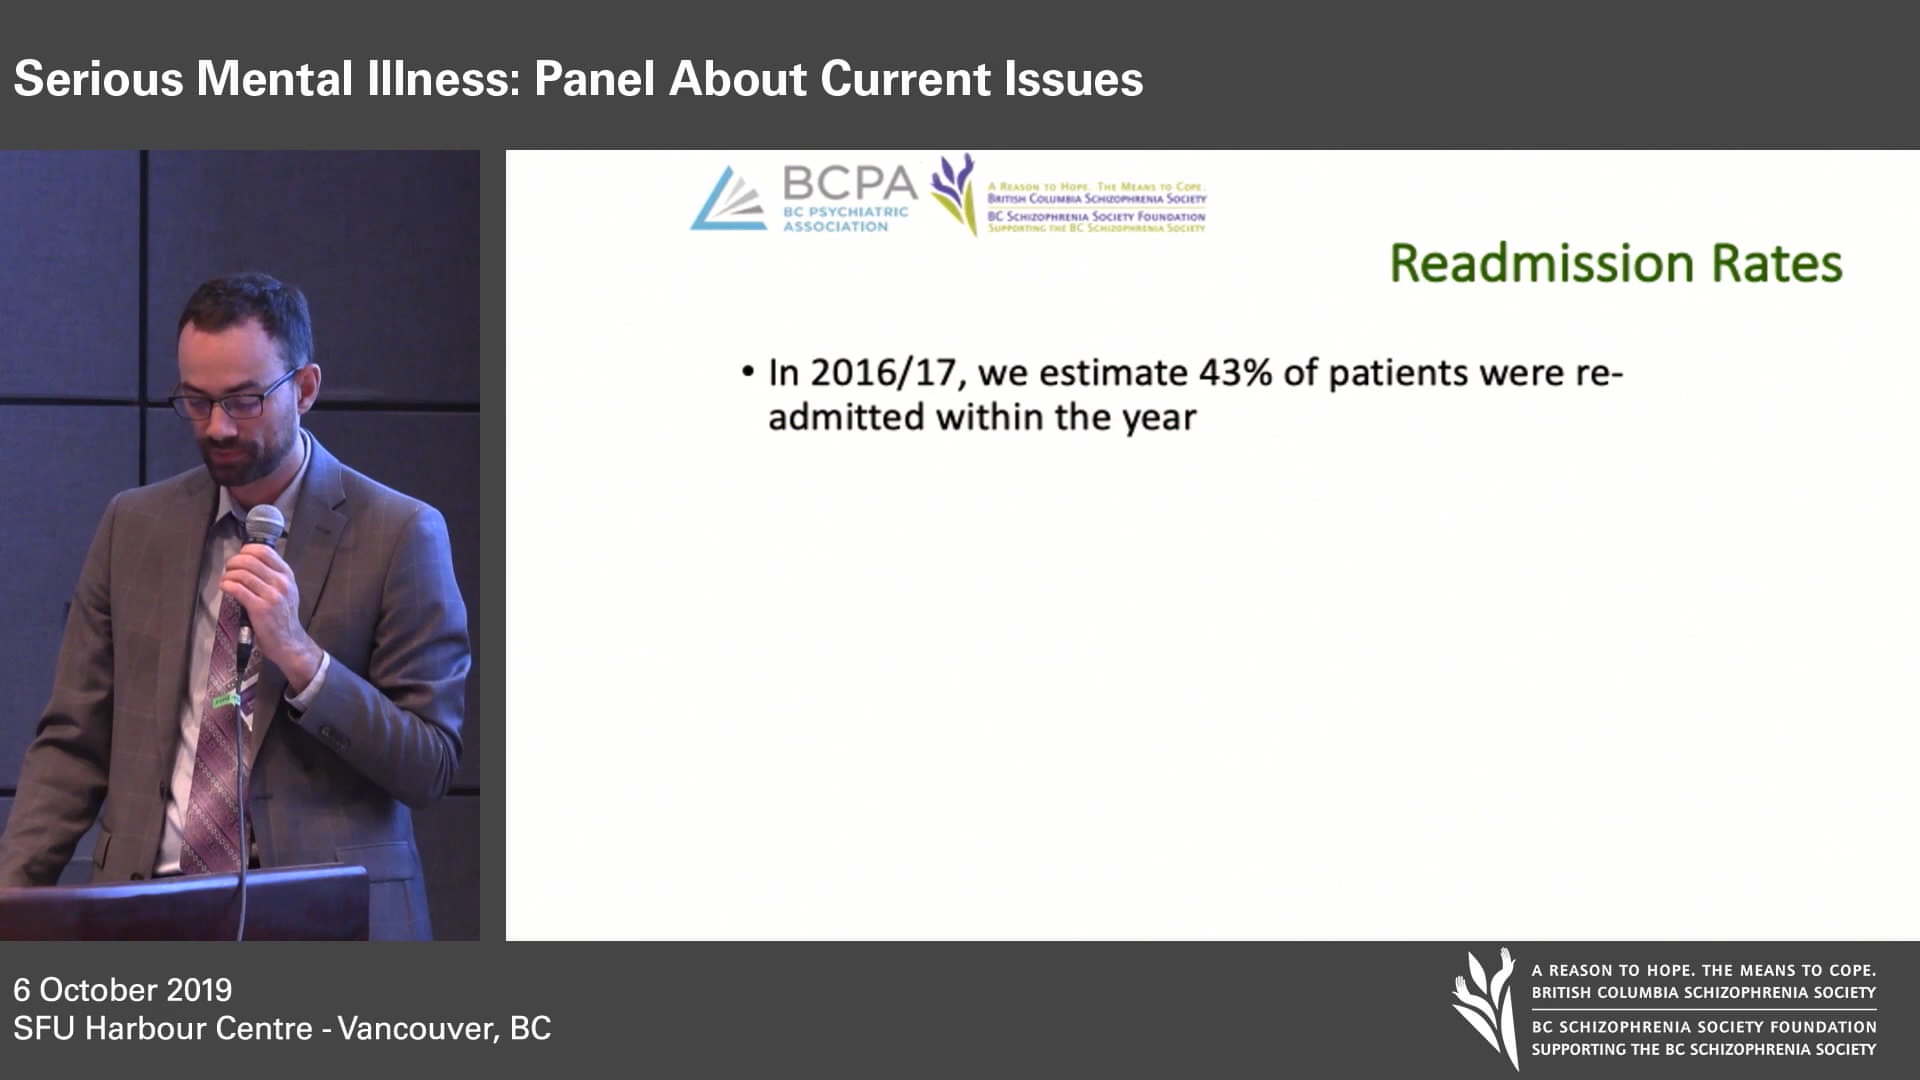 Serious Mental Illness: Panel About Current Issues
BCPA
BC PSYCHIATRIC
ASSOCIATION
A REASON TO HOPE. THE MEANS TO COPE.
BRITISH COLUMBIA SCHIZOPHRENIA SOCIETY
BC SCHIZOPHRENIA SOCIETY FOUNDATION
SUPPORTING THE BC SCHIZOPHRENIA SOCIETY
Readmission Rates
• In 2016/17, we estimate 43% of patients were re-
admitted within the year
6 October 2019
SFU Harbour Centre - Vancouver, BC
A REASON TO HOPE. THE MEANS TO COPE.
BRITISH COLUMBIA SCHIZOPHRENIA SOCIETY
BC SCHIZOPHRENIA SOCIETY FOUNDATION
SUPPORTING THE BC SCHIZOPHRENIA SOCIETY